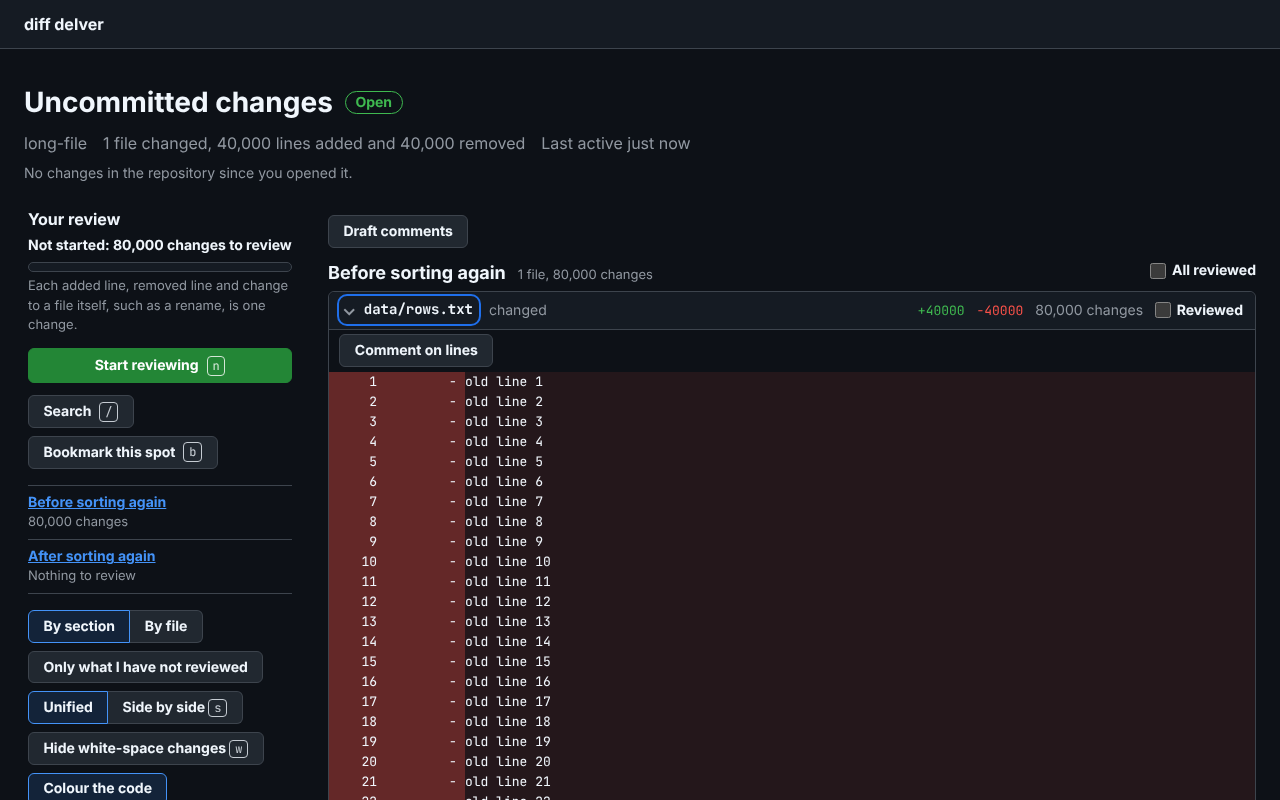 diff delver
Uncommitted changes Open
long-file 1 file changed, 40,000 lines added and 40,000 removed Last active just now
No changes in the repository since you opened it.
Your review
Not started: 80,000 changes to review
Each added line, removed line and change
to a file itself, such as a rename, is one
change.
Start reviewing n
Search /
Bookmark this spot b
Before sorting again
80,000 changes
After sorting again
Nothing to review
By section By file
Only what I have not reviewed
Unified Side by side s
Hide white-space changes w
Colour the code
Draft comments
Before sorting again 1 file, 80,000 changes All reviewed
data/rows.txt changed +40000 -40000 80,000 changes Reviewed
Comment on lines
1 - old line 1
2 - old line 2
3 - old line 3
4 - old line 4
5 - old line 5
6 - old line 6
7 - old line 7
8 - old line 8
9 - old line 9
10 - old line 10
11 - old line 11
12 - old line 12
13 - old line 13
14 - old line 14
15 - old line 15
16 - old line 16
17 - old line 17
18 - old line 18
19 - old line 19
20 - old line 20
21 - old line 21